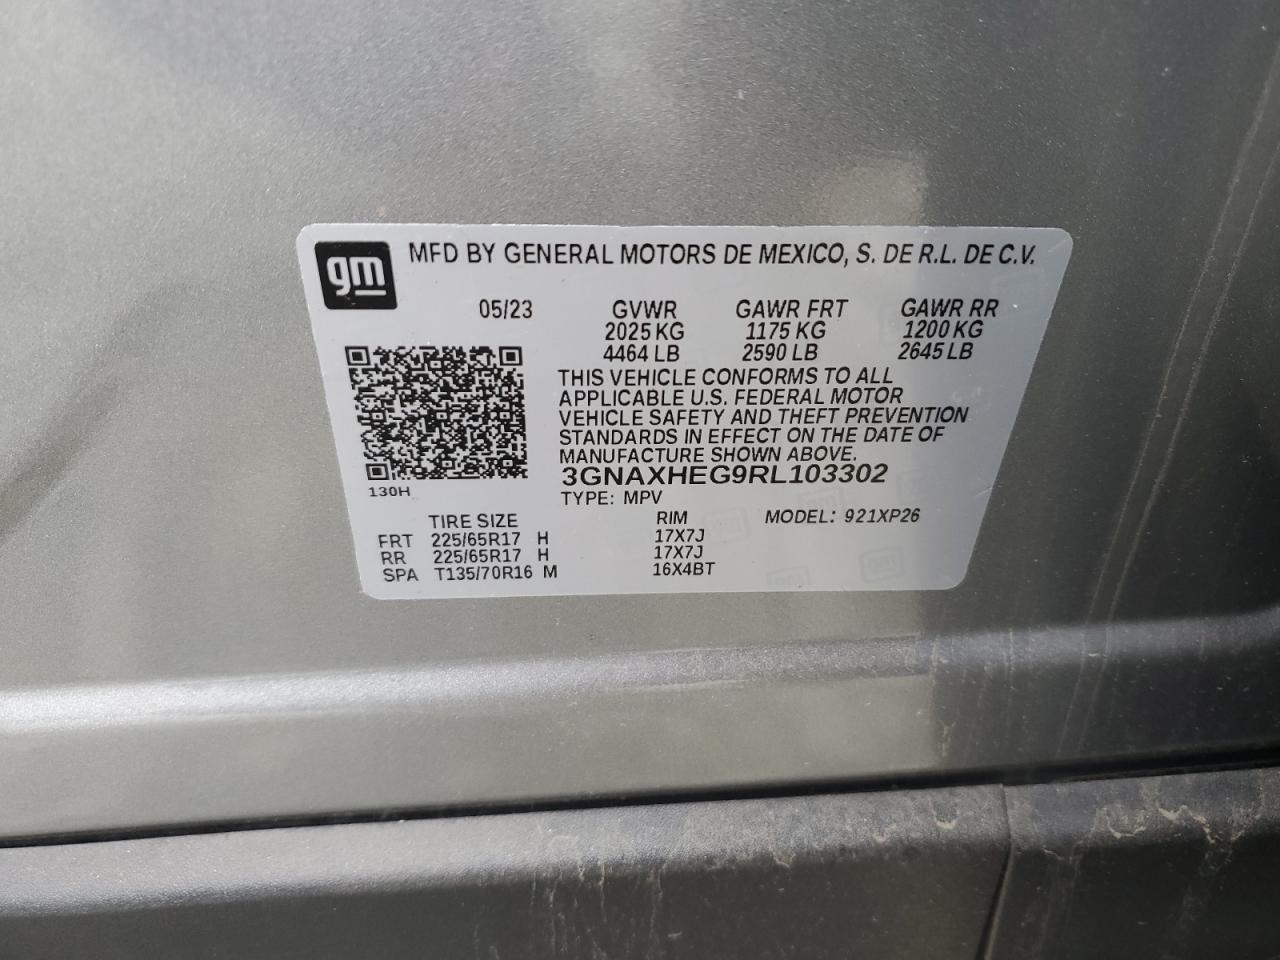 gm MFD BY GENERAL MOTORS DE MEXICO, S. DE R.L. DE C.V.
05/23 GVWR GAWR FRT GAWR RR
2025 KG 1175 KG 1200 KG
4464 LB 2590 LB 2645 LB
THIS VEHICLE CONFORMS TO ALL
APPLICABLE U.S. FEDERAL MOTOR
VEHICLE SAFETY AND THEFT PREVENTION
STANDARDS IN EFFECT ON THE DATE OF
MANUFACTURE SHOWN ABOVE.
3GNAXHEG9RL103302
130H
TYPE: MPV
TIRE SIZE RIM MODEL: 921XP26
FRT 225/65R17 H 17X7J
RR 225/65R17 H 17X7J
SPA T135/70R16 M 16X4BT